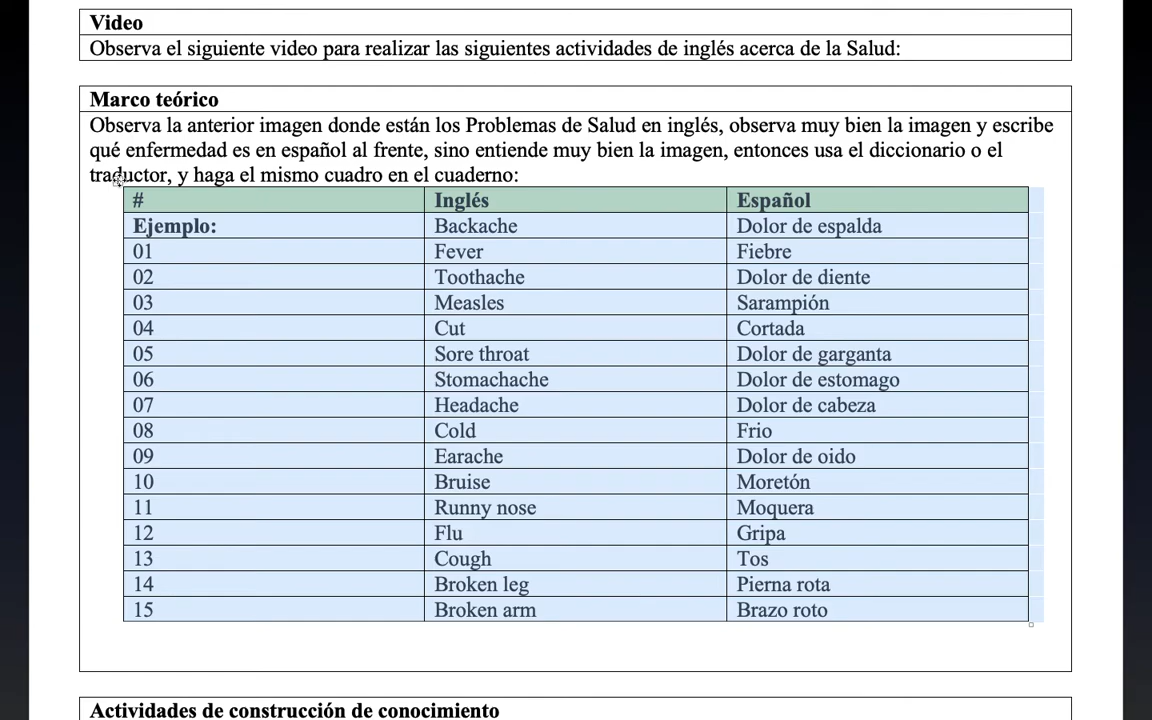 Video
Observa el siguiente video para realizar las siguientes actividades de inglés acerca de la Salud:
Marco teórico
Observa la anterior imagen donde están los Problemas de Salud en inglés, observa muy bien la imagen y escribe
qué enfermedad es en español al frente, sino entiende muy bien la imagen, entonces usa el diccionario o el
traductor, y haga el mismo cuadro en el cuaderno:
# Inglés Español
Ejemplo: Backache Dolor de espalda
01 Fever Fiebre
02 Toothache Dolor de diente
03 Measles Sarampión
04 Cut Cortada
05 Sore throat Dolor de garganta
06 Stomachache Dolor de estomago
07 Headache Dolor de cabeza
08 Cold Frio
09 Earache Dolor de oido
10 Bruise Moretón
11 Runny nose Moquera
12 Flu Gripa
13 Cough Tos
14 Broken leg Pierna rota
15 Broken arm Brazo roto
Actividades de construcción de conocimiento